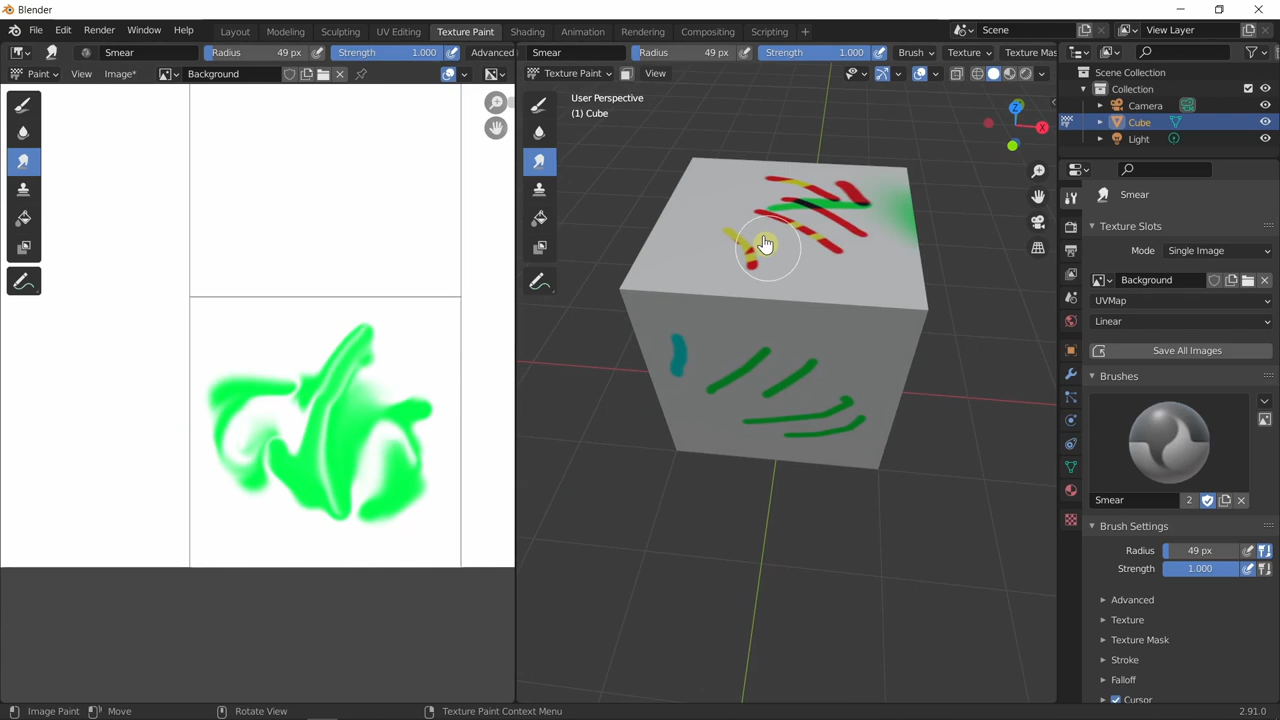 Blender
File Edit Render Window Help Layout Modeling Sculpting UV Editing Texture Paint Shading Animation Rendering Compositing Scripting Scene View Layer
Smear Radius 49 px Strength 1.000 Advanced
Smear Radius 49 px Strength 1.000 Brush Texture Texture Mas
Paint View Image* Background
Texture Paint View
User Perspective
(1) Cube
Z
X
Scene Collection
Collection
Camera
Cube
Light
Smear
Texture Slots
Mode Single Image
Background
UVMap
Linear
Save All Images
Brushes
Smear 2
Brush Settings
Radius 49 px
Strength 1.000
Advanced
Texture
Texture Mask
Stroke
Falloff
Cursor
Image Paint Move Rotate View Texture Paint Context Menu 2.91.0